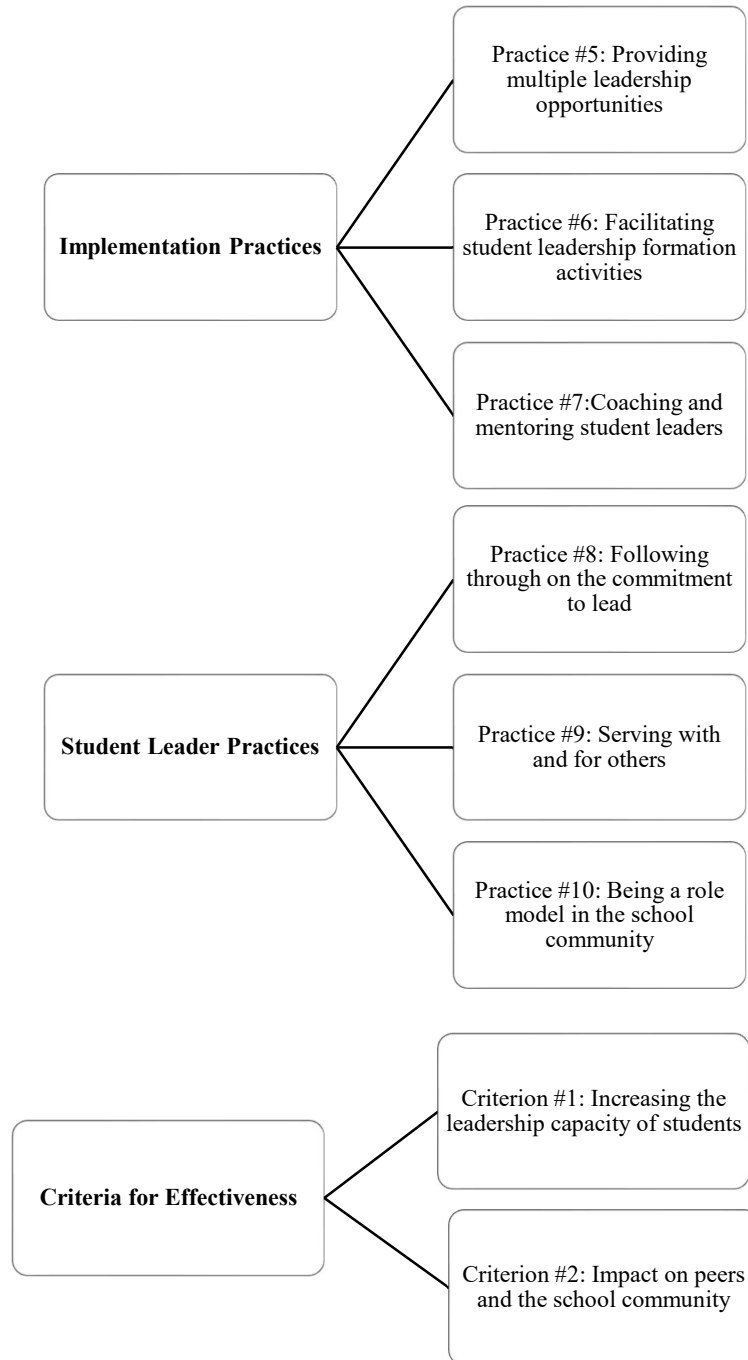 Practice #5: Providing
multiple leadership
opportunities
Implementation Practices
Practice #6: Facilitating
student leadership formation
activities
Practice #7:Coaching and
mentoring student leaders
Practice #8: Following
through on the commitment
to lead
Student Leader Practices
Practice #9: Serving with
and for others
Practice #10: Being a role
model in the school
community
Criterion #1: Increasing the
leadership capacity of students
Criteria for Effectiveness
Criterion #2: Impact on peers
and the school community